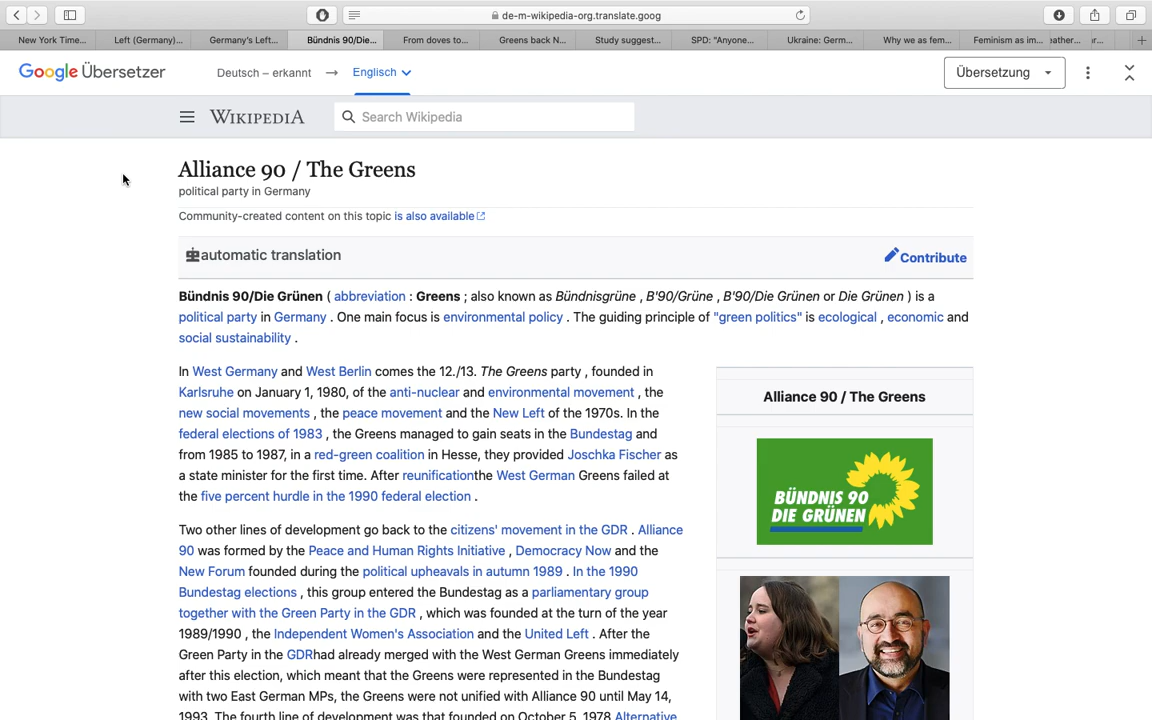 de-m-wikipedia-org.translate.goog
New York Time... Left (Germany)... Germany's Left... Bündnis 90/Die... From doves to... Greens back N... Study suggest... SPD: "Anyone... Ukraine: Germ... Why we as fem... Feminism as im... eather... r...
Google Übersetzer Deutsch – erkannt → Englisch Übersetzung
WIKIPEDIA Search Wikipedia
Alliance 90 / The Greens
political party in Germany
Community-created content on this topic is also available
automatic translation Contribute
Bündnis 90/Die Grünen ( abbreviation : Greens ; also known as Bündnisgrüne , B'90/Grüne , B'90/Die Grünen or Die Grünen ) is a
political party in Germany . One main focus is environmental policy . The guiding principle of "green politics" is ecological , economic and
social sustainability .
In West Germany and West Berlin comes the 12./13. The Greens party , founded in
Karlsruhe on January 1, 1980, of the anti-nuclear and environmental movement , the
new social movements , the peace movement and the New Left of the 1970s. In the
federal elections of 1983 , the Greens managed to gain seats in the Bundestag and
from 1985 to 1987, in a red-green coalition in Hesse, they provided Joschka Fischer as
a state minister for the first time. After reunificationthe West German Greens failed at
the five percent hurdle in the 1990 federal election .
Two other lines of development go back to the citizens' movement in the GDR . Alliance
90 was formed by the Peace and Human Rights Initiative , Democracy Now and the
New Forum founded during the political upheavals in autumn 1989 . In the 1990
Bundestag elections , this group entered the Bundestag as a parliamentary group
together with the Green Party in the GDR , which was founded at the turn of the year
1989/1990 , the Independent Women's Association and the United Left . After the
Green Party in the GDRhad already merged with the West German Greens immediately
after this election, which meant that the Greens were represented in the Bundestag
with two East German MPs, the Greens were not unified with Alliance 90 until May 14,
1993. The fourth line of development was that founded on October 5, 1978 Alternative
Alliance 90 / The Greens
BÜNDNIS 90
DIE GRÜNEN